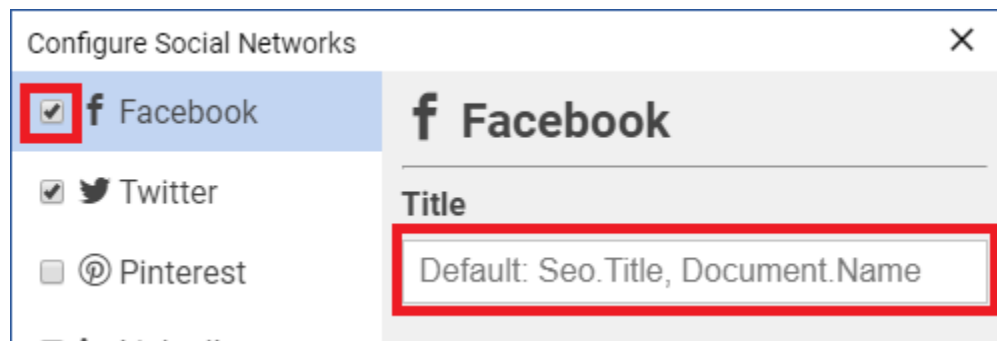 Configure Social Networks
Facebook
Twitter
Pinterest
Facebook
Title
Default: Seo.Title, Document.Name